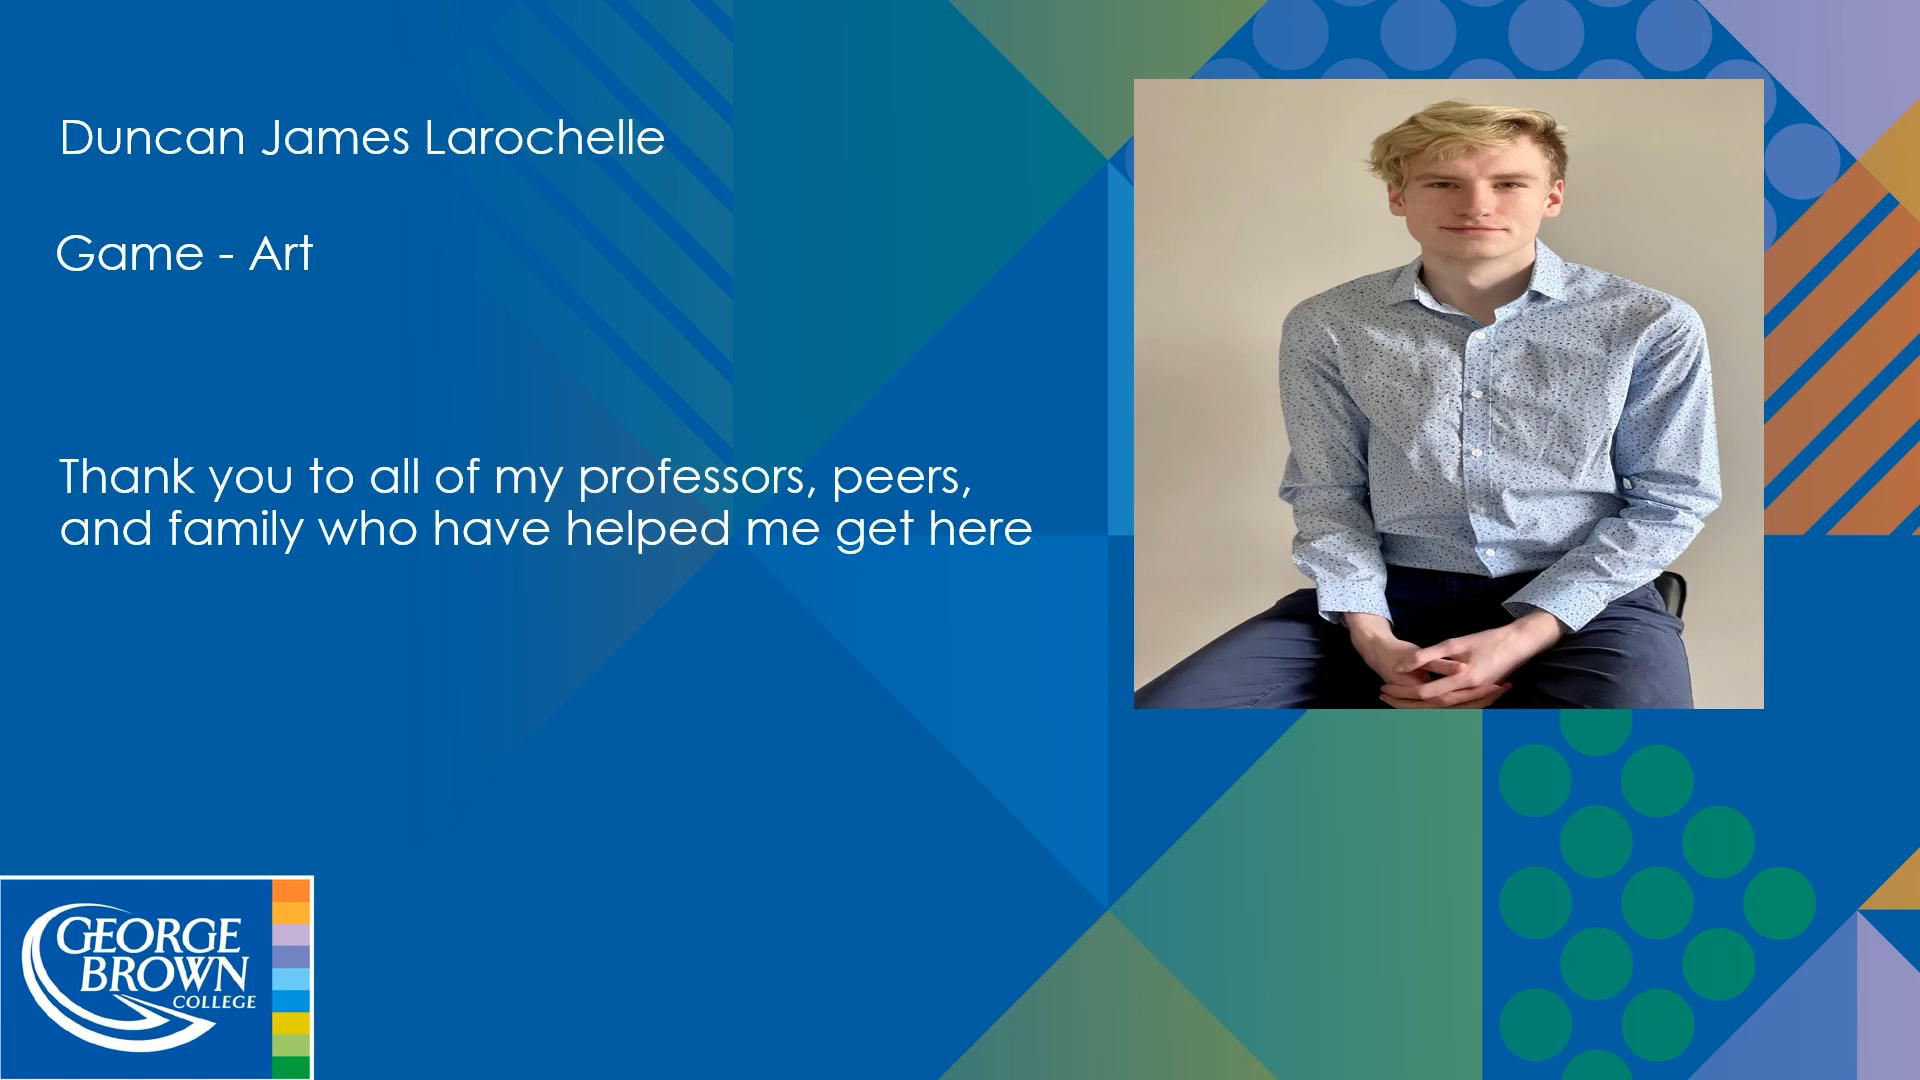 Duncan James Larochelle
Game - Art
Thank you to all of my professors, peers,
and family who have helped me get here
GEORGE
BROWN
COLLEGE